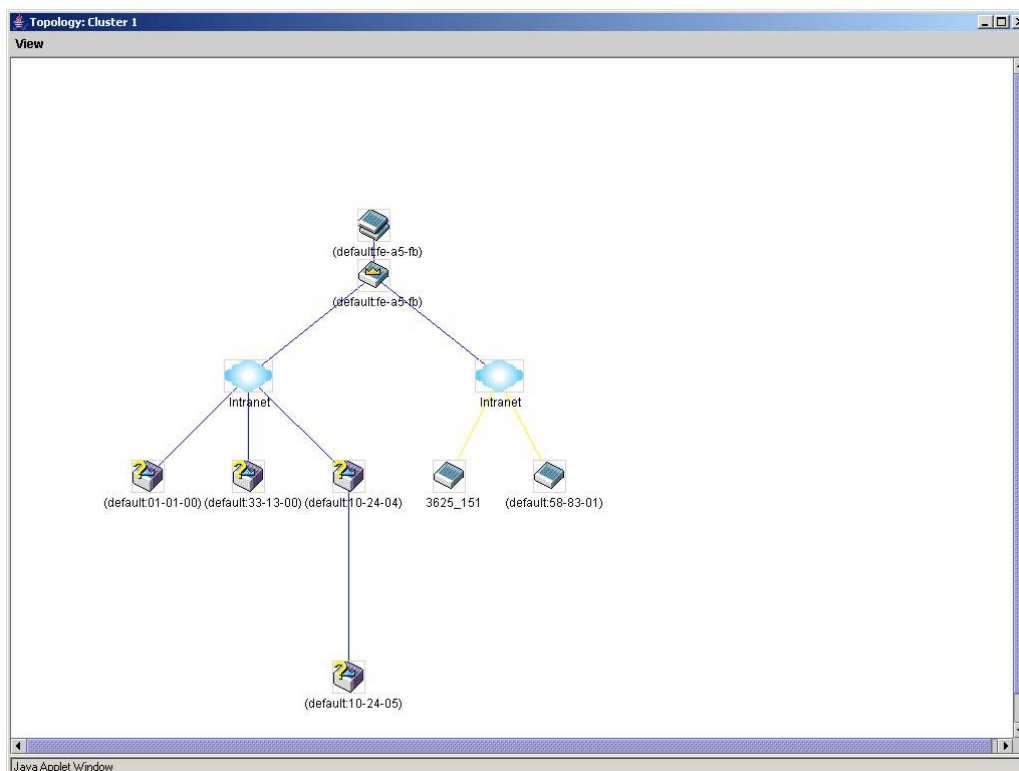 Topology: Cluster 1
View
(default:fe-a5-fb)
(default:fe-a5-fb)
Intranet
Intranet
(default:01-01-00)
(default:33-13-00)
(default:10-24-04)
3625_151
(default:58-83-01)
(default:10-24-05)
Java Applet Window